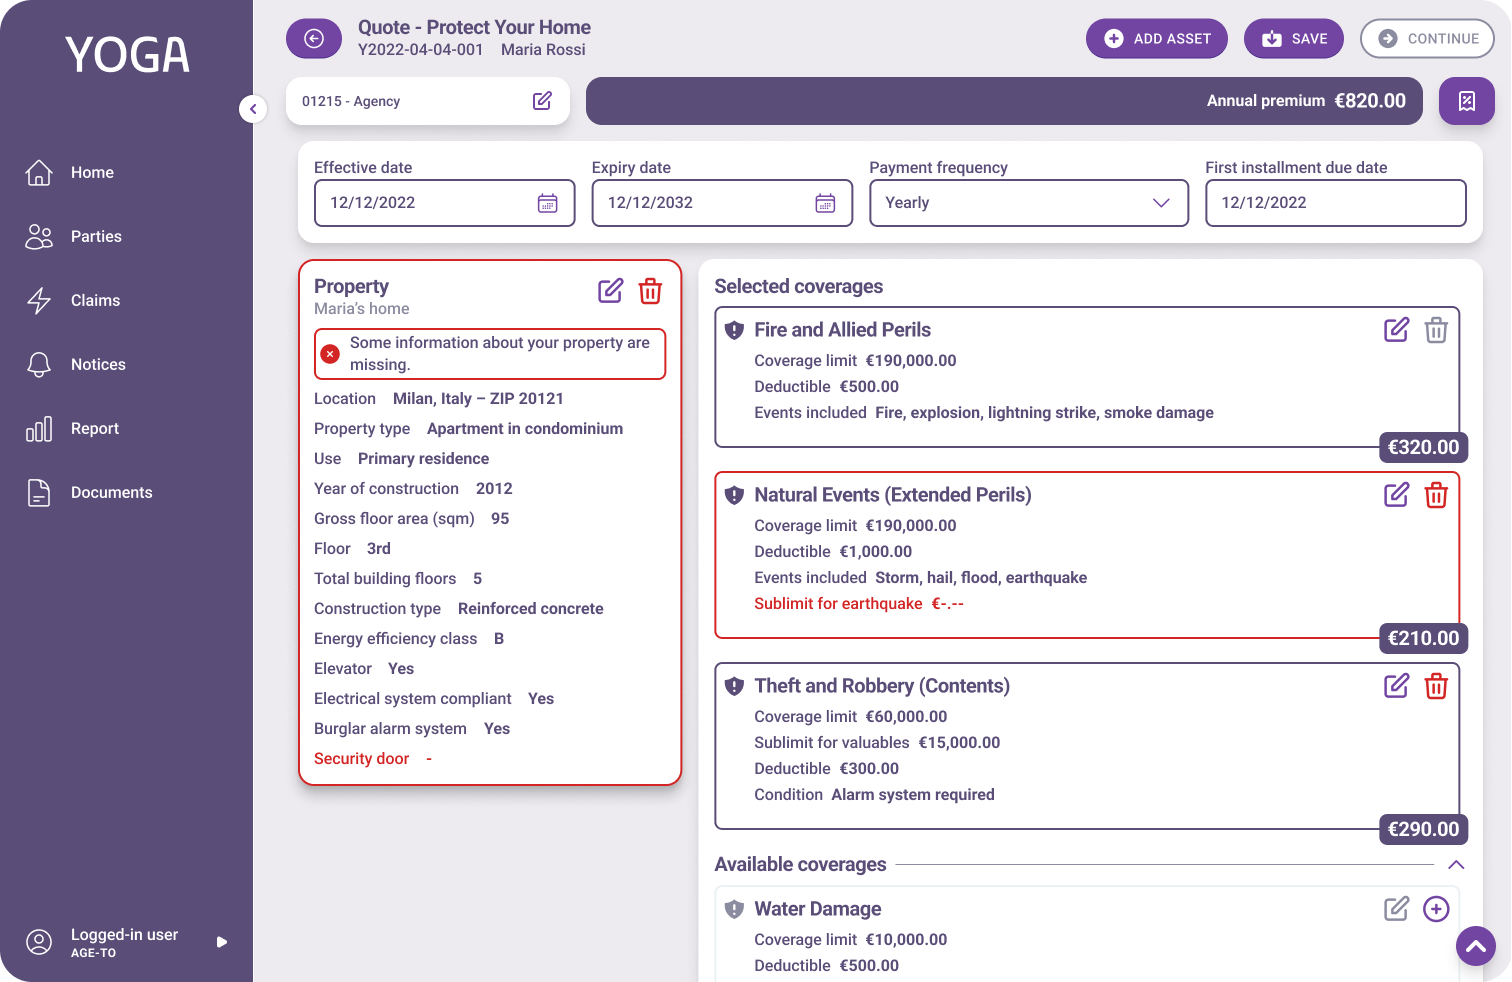 YOGA
Home
Parties
Claims
Notices
Report
Documents
Logged-in user
AGE-TO
Quote - Protect Your Home
Y2022-04-04-001 Maria Rossi
ADD ASSET
SAVE
CONTINUE
01215 - Agency
Annual premium €820.00
Effective date
12/12/2022
Expiry date
12/12/2032
Payment frequency
Yearly
First installment due date
12/12/2022
Property
Maria's home
Some information about your property are
missing.
Location Milan, Italy – ZIP 20121
Property type Apartment in condominium
Use Primary residence
Year of construction 2012
Gross floor area (sqm) 95
Floor 3rd
Total building floors 5
Construction type Reinforced concrete
Energy efficiency class B
Elevator Yes
Electrical system compliant Yes
Burglar alarm system Yes
Security door -
Selected coverages
Fire and Allied Perils
Coverage limit €190,000.00
Deductible €500.00
Events included Fire, explosion, lightning strike, smoke damage
€320.00
Natural Events (Extended Perils)
Coverage limit €190,000.00
Deductible €1,000.00
Events included Storm, hail, flood, earthquake
Sublimit for earthquake €-.--
€210.00
Theft and Robbery (Contents)
Coverage limit €60,000.00
Sublimit for valuables €15,000.00
Deductible €300.00
Condition Alarm system required
€290.00
Available coverages
Water Damage
Coverage limit €10,000.00
Deductible €500.00